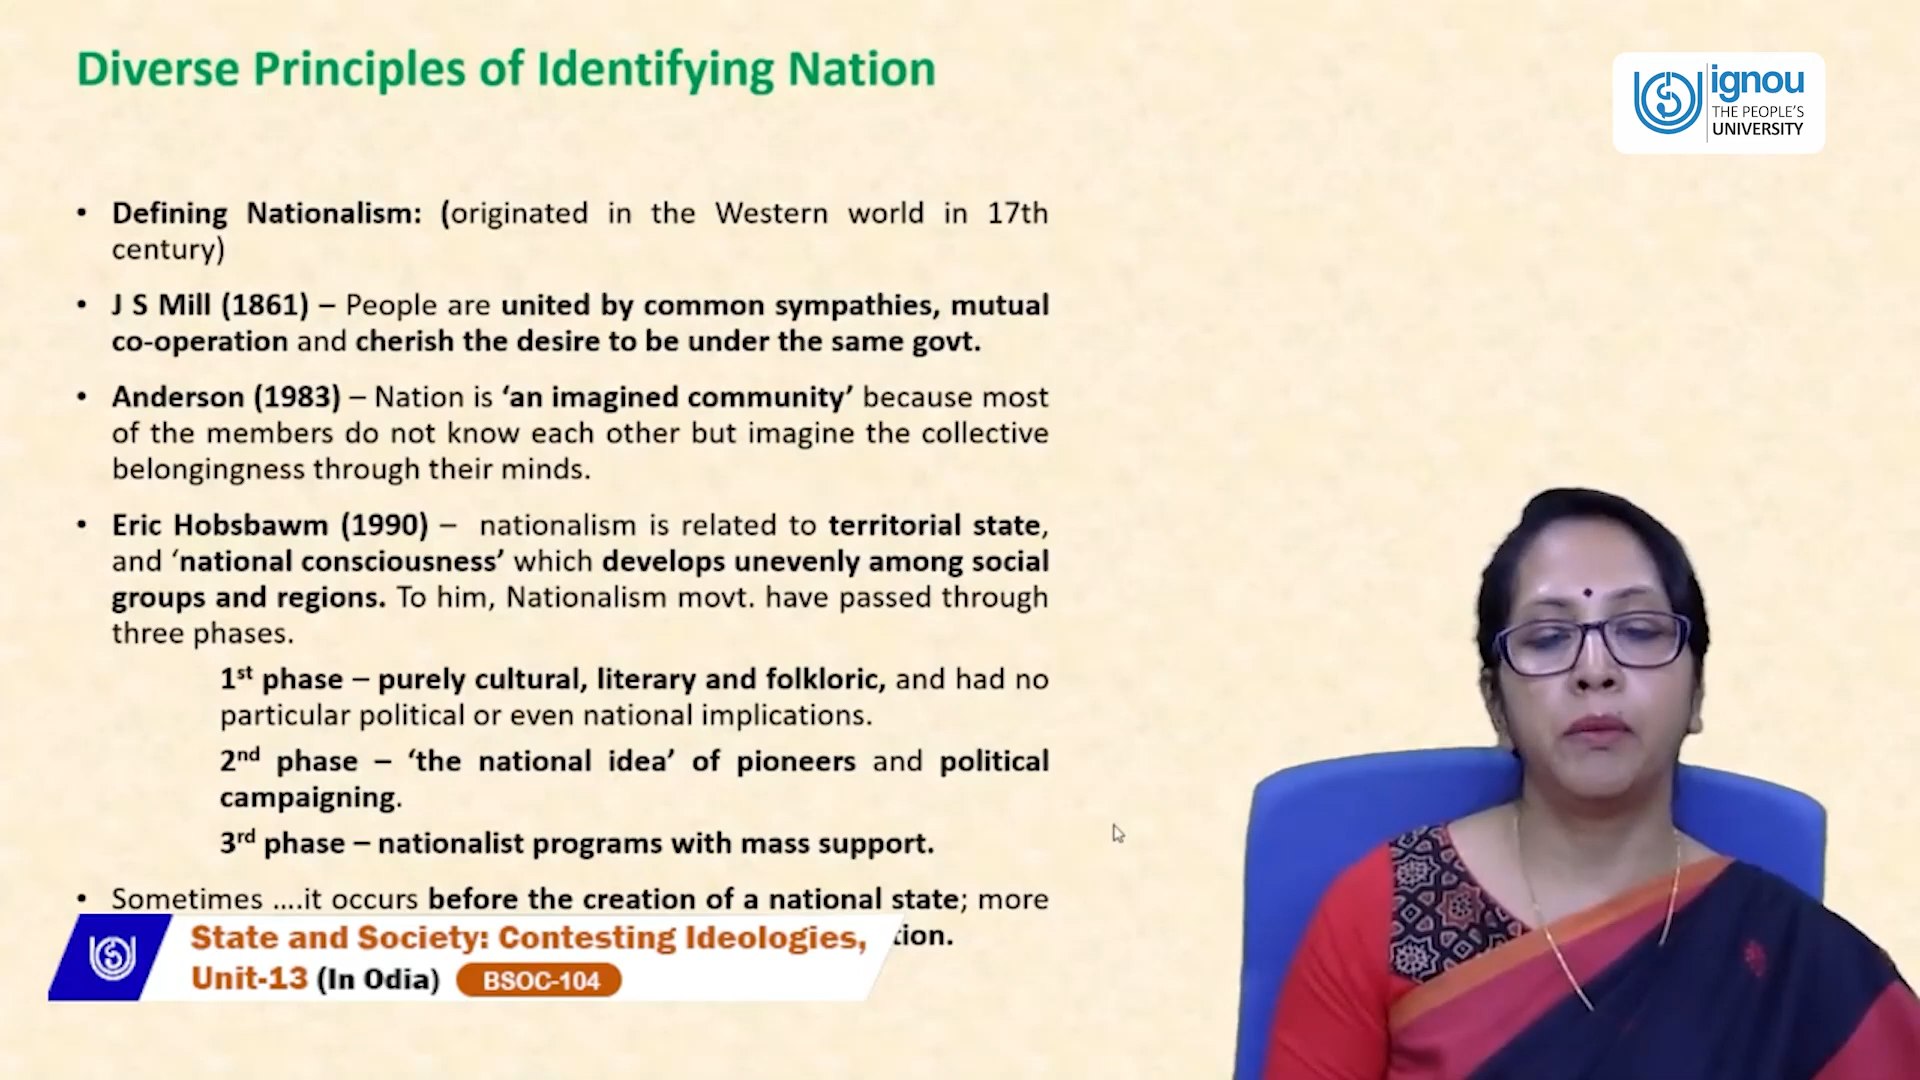 Diverse Principles of Identifying Nation
ignou
THE PEOPLE'S
UNIVERSITY
• Defining Nationalism: (originated in the Western world in 17th
century)
• J S Mill (1861) – People are united by common sympathies, mutual
co-operation and cherish the desire to be under the same govt.
• Anderson (1983) – Nation is ‘an imagined community’ because most
of the members do not know each other but imagine the collective
belongingness through their minds.
• Eric Hobsbawm (1990) – nationalism is related to territorial state,
and ‘national consciousness’ which develops unevenly among social
groups and regions. To him, Nationalism movt. have passed through
three phases.
1st phase – purely cultural, literary and folkloric, and had no
particular political or even national implications.
2nd phase – ‘the national idea’ of pioneers and political
campaigning.
3rd phase – nationalist programs with mass support.
• Sometimes ....it occurs before the creation of a national state; more
tion.
State and Society: Contesting Ideologies,
Unit-13 (In Odia) BSOC-104